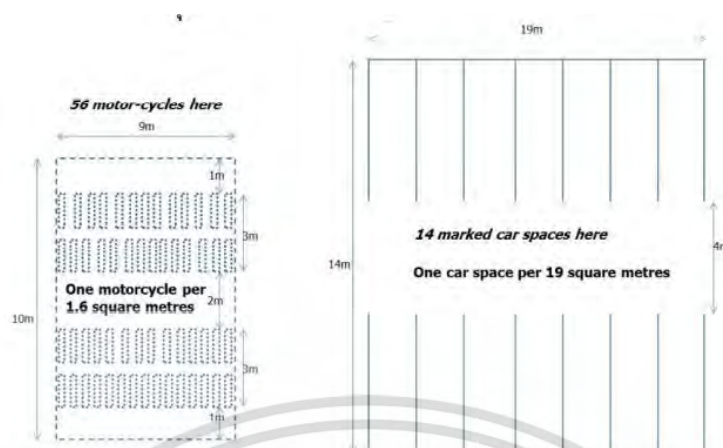 56 motor-cycles here
9m
1m
3m
One motorcycle per
1.6 square metres
2m
10m
3m
1m
19m
14 marked car spaces here
One car space per 19 square metres
14m
4m